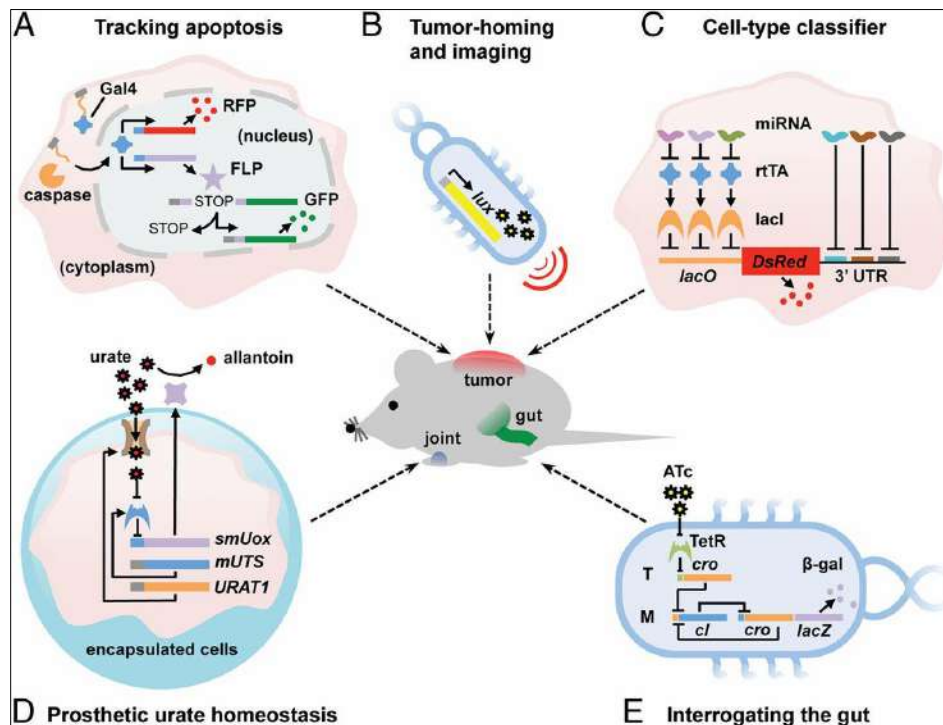 A Tracking apoptosis
Gal4
RFP
(nucleus)
FLP
caspase
STOP
GFP
STOP
(cytoplasm)
B Tumor-homing
and imaging
lux
C Cell-type classifier
miRNA
rtTA
lacI
lacO
DsRed
3' UTR
tumor
gut
joint
urate
allantoin
smUox
mUTS
URAT1
encapsulated cells
D Prosthetic urate homeostasis
ATc
TetR
T
cro
β-gal
M
cI
cro
lacZ
E Interrogating the gut